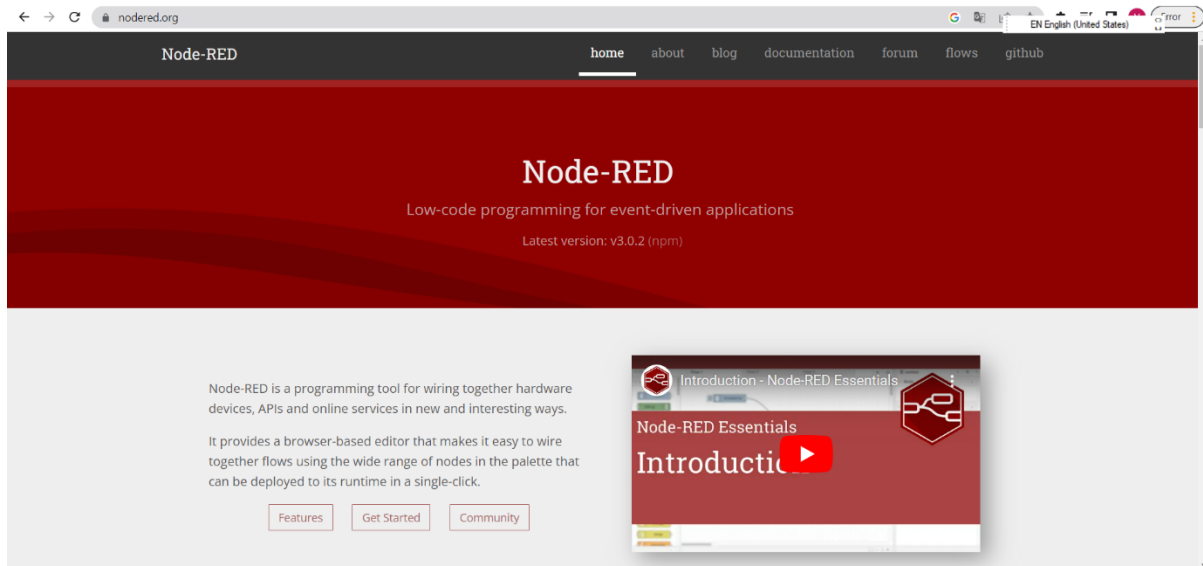 nodered.org
EN English (United States)
Error
Node-RED
home about blog documentation forum flows github
Node-RED
Low-code programming for event-driven applications
Latest version: v3.0.2 (npm)
Node-RED is a programming tool for wiring together hardware
devices, APIs and online services in new and interesting ways.
It provides a browser-based editor that makes it easy to wire
together flows using the wide range of nodes in the palette that
can be deployed to its runtime in a single-click.
Features Get Started Community
Introduction - Node-RED Essentials
Node-RED Essentials
Introduction